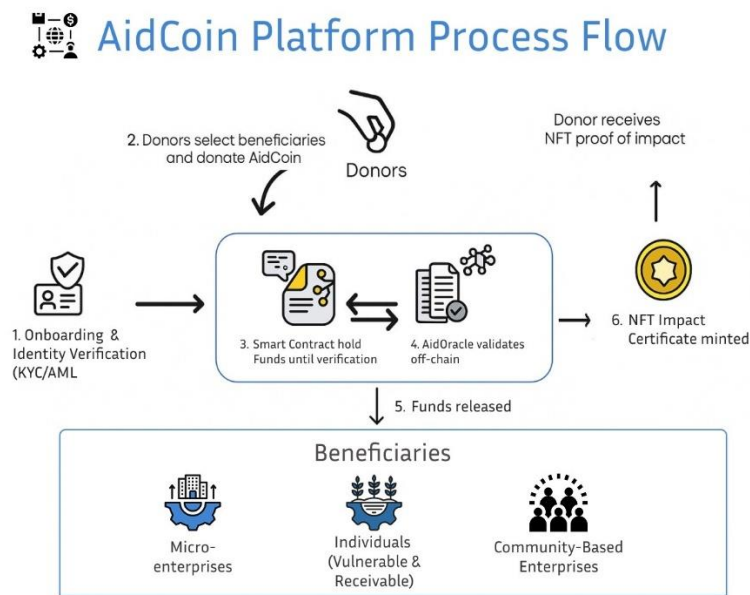 AidCoin Platform Process Flow
2. Donors select beneficiaries
and donate AidCoin
Donors
Donor receives
NFT proof of impact
1. Onboarding &
Identity Verification
(KYC/AML
3. Smart Contract hold
Funds until verification
4. AidOracle validates
off-chain
6. NFT Impact
Certificate minted
5. Funds released
Beneficiaries
Micro-
enterprises
Individuals
(Vulnerable &
Receivable)
Community-Based
Enterprises